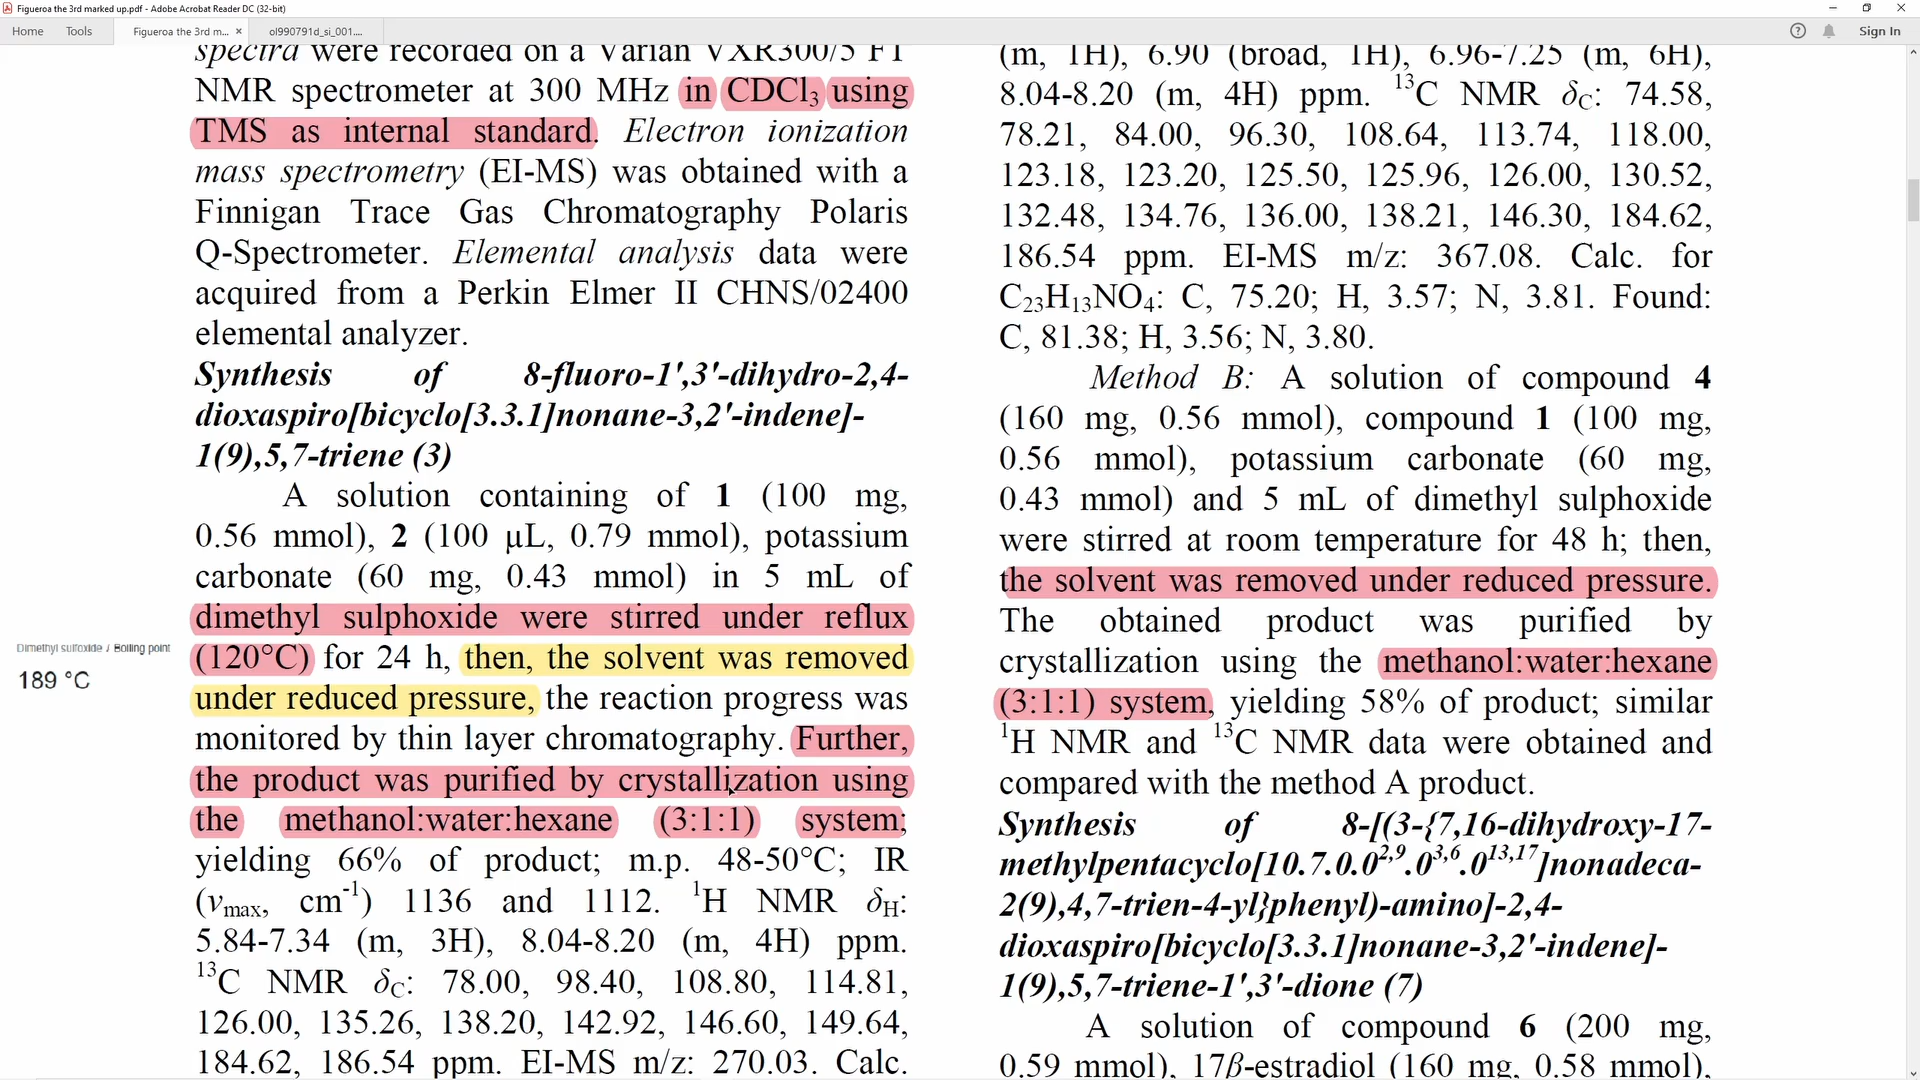 Figueroa the 3rd marked up.pdf - Adobe Acrobat Reader DC (32-bit)
Home Tools Figueroa the 3rd m... × ol990791d_si_001.... Sign In
spectra were recorded on a Varian VXR300/5 FT
NMR spectrometer at 300 MHz in CDCl3 using
TMS as internal standard. Electron ionization
mass spectrometry (EI-MS) was obtained with a
Finnigan Trace Gas Chromatography Polaris
Q-Spectrometer. Elemental analysis data were
acquired from a Perkin Elmer II CHNS/02400
elemental analyzer.
Synthesis of 8-fluoro-1',3'-dihydro-2,4-
dioxaspiro[bicyclo[3.3.1]nonane-3,2'-indene]-
1(9),5,7-triene (3)
A solution containing of 1 (100 mg,
0.56 mmol), 2 (100 µL, 0.79 mmol), potassium
carbonate (60 mg, 0.43 mmol) in 5 mL of
dimethyl sulphoxide were stirred under reflux
(120°C) for 24 h, then, the solvent was removed
under reduced pressure, the reaction progress was
monitored by thin layer chromatography. Further,
the product was purified by crystallization using
the methanol:water:hexane (3:1:1) system;
yielding 66% of product; m.p. 48-50°C; IR
(νmax, cm-1) 1136 and 1112. 1H NMR δH:
5.84-7.34 (m, 3H), 8.04-8.20 (m, 4H) ppm.
13C NMR δC: 78.00, 98.40, 108.80, 114.81,
126.00, 135.26, 138.20, 142.92, 146.60, 149.64,
184.62, 186.54 ppm. EI-MS m/z: 270.03. Calc.
Dimethyl sulfoxide / Boiling point
189 °C
(m, 1H), 6.90 (broad, 1H), 6.96-7.25 (m, 6H),
8.04-8.20 (m, 4H) ppm. 13C NMR δC: 74.58,
78.21, 84.00, 96.30, 108.64, 113.74, 118.00,
123.18, 123.20, 125.50, 125.96, 126.00, 130.52,
132.48, 134.76, 136.00, 138.21, 146.30, 184.62,
186.54 ppm. EI-MS m/z: 367.08. Calc. for
C23H13NO4: C, 75.20; H, 3.57; N, 3.81. Found:
C, 81.38; H, 3.56; N, 3.80.
Method B: A solution of compound 4
(160 mg, 0.56 mmol), compound 1 (100 mg,
0.56 mmol), potassium carbonate (60 mg,
0.43 mmol) and 5 mL of dimethyl sulphoxide
were stirred at room temperature for 48 h; then,
the solvent was removed under reduced pressure.
The obtained product was purified by
crystallization using the methanol:water:hexane
(3:1:1) system, yielding 58% of product; similar
1H NMR and 13C NMR data were obtained and
compared with the method A product.
Synthesis of 8-[(3-{7,16-dihydroxy-17-
methylpentacyclo[10.7.0.02,9.03,6.013,17]nonadeca-
2(9),4,7-trien-4-yl}phenyl)-amino]-2,4-
dioxaspiro[bicyclo[3.3.1]nonane-3,2'-indene]-
1(9),5,7-triene-1',3'-dione (7)
A solution of compound 6 (200 mg,
0.59 mmol), 17β-estradiol (160 mg, 0.58 mmol),